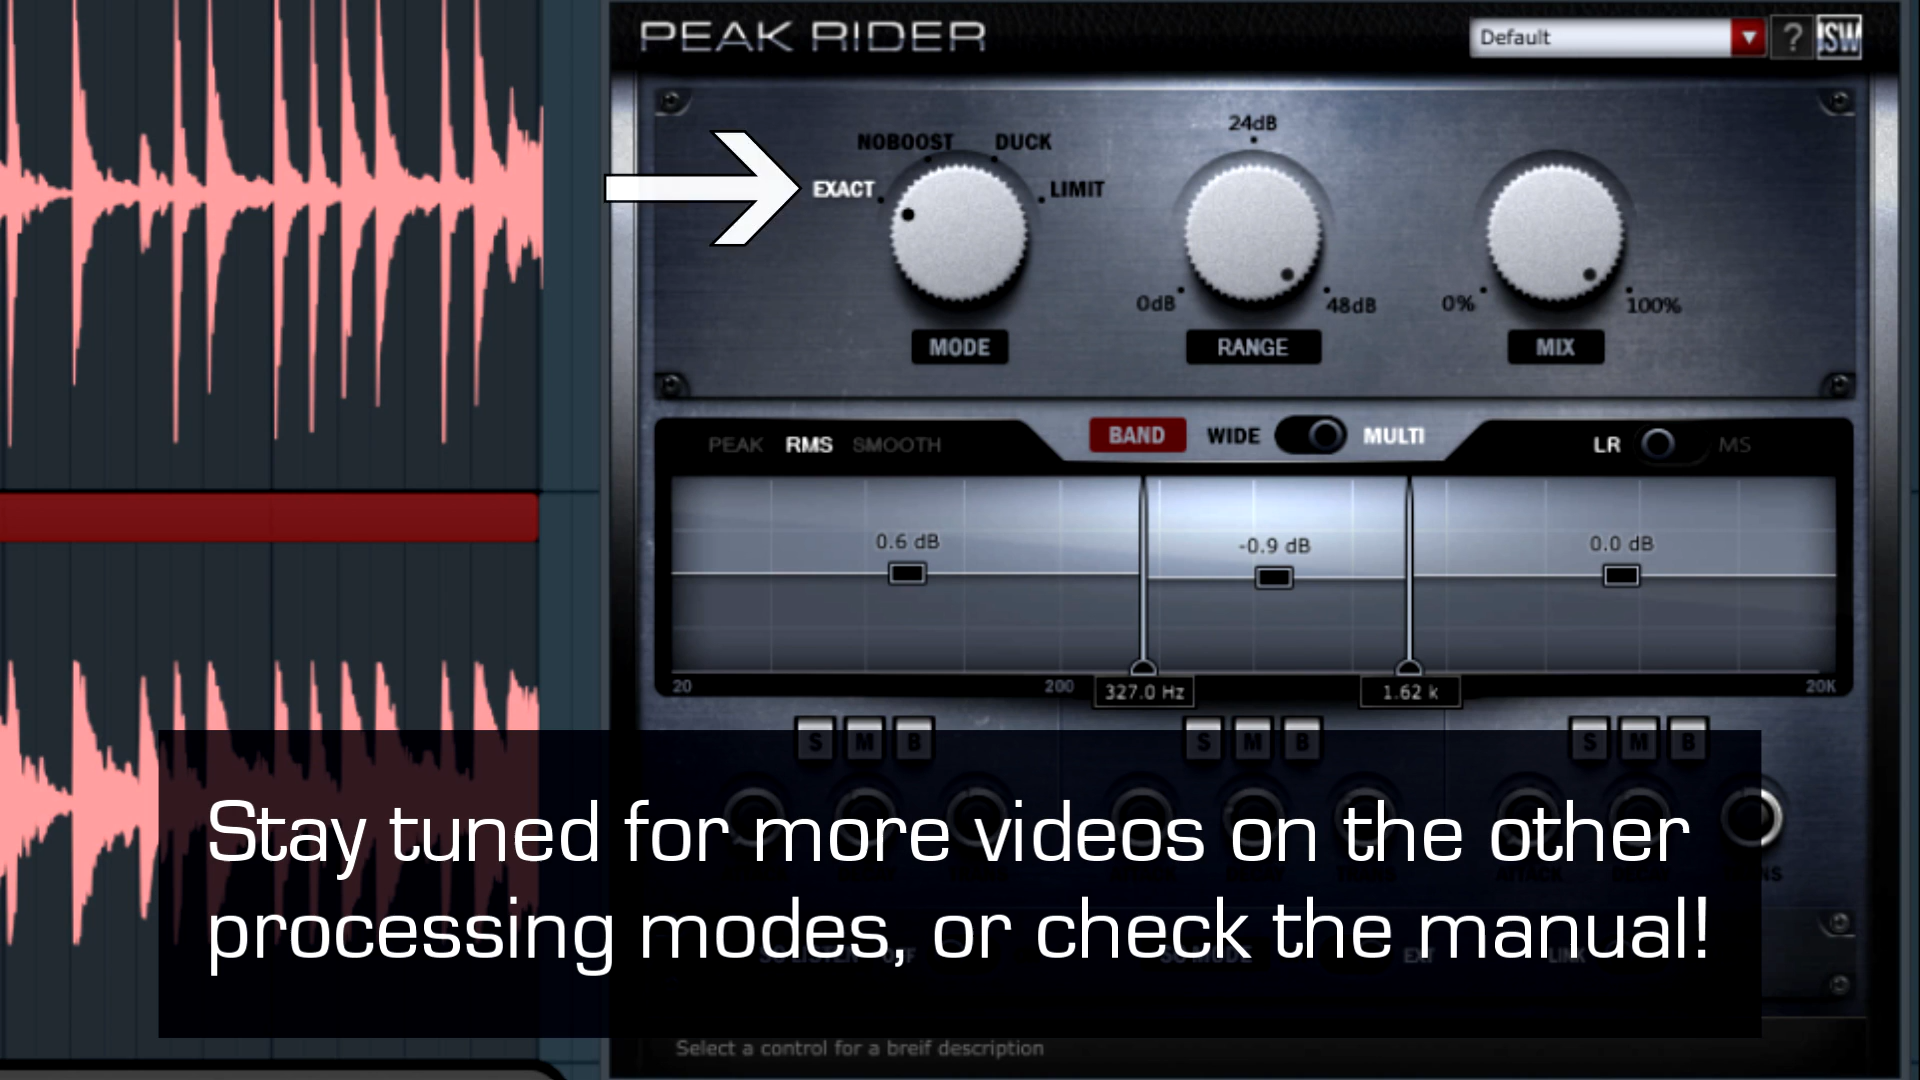 PEAK RIDER
Default
?
JSW
24dB
NOBOOST DUCK
EXACT LIMIT
0dB 48dB 0% 100%
MODE RANGE MIX
PEAK RMS SMOOTH BAND WIDE MULTI LR MS
0.6 dB -0.9 dB 0.0 dB
20 200 327.0 Hz 1.62 k 20K
S M B S M B S M B
Stay tuned for more videos on the other
processing modes, or check the manual!
Select a control for a breif description